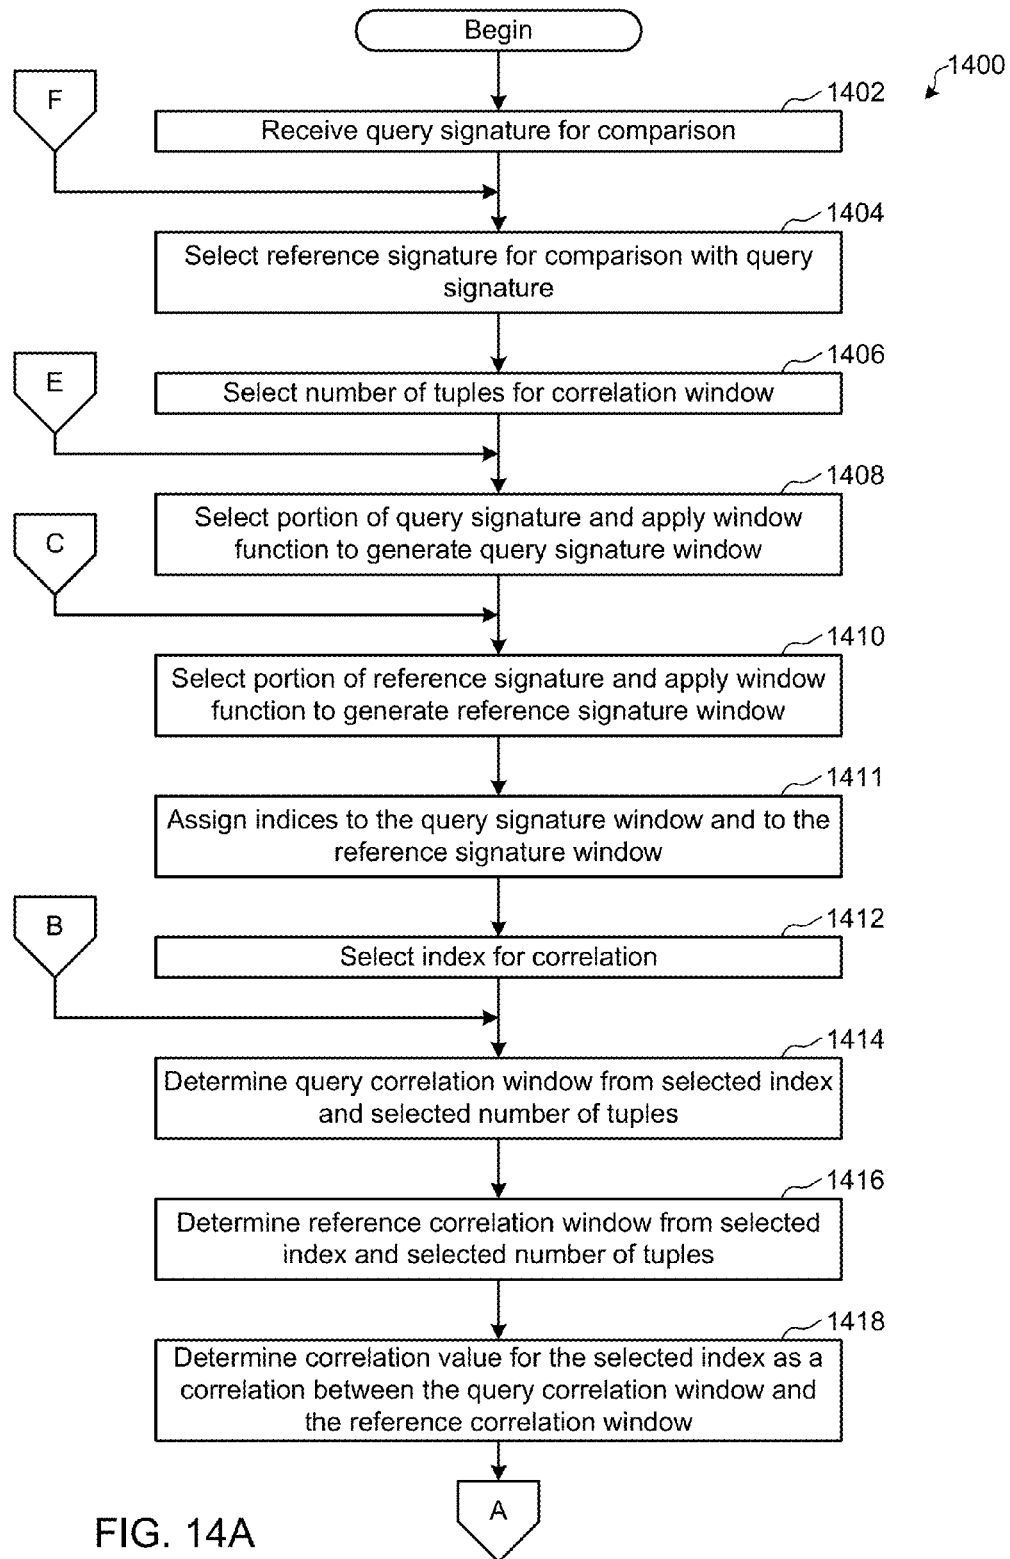 Begin
1400
F
1402
Receive query signature for comparison
1404
Select reference signature for comparison with query
signature
1406
E
Select number of tuples for correlation window
1408
Select portion of query signature and apply window
function to generate query signature window
C
1410
Select portion of reference signature and apply window
function to generate reference signature window
1411
Assign indices to the query signature window and to the
reference signature window
1412
B
Select index for correlation
1414
Determine query correlation window from selected index
and selected number of tuples
1416
Determine reference correlation window from selected
index and selected number of tuples
1418
Determine correlation value for the selected index as a
correlation between the query correlation window and
the reference correlation window
A
FIG. 14A